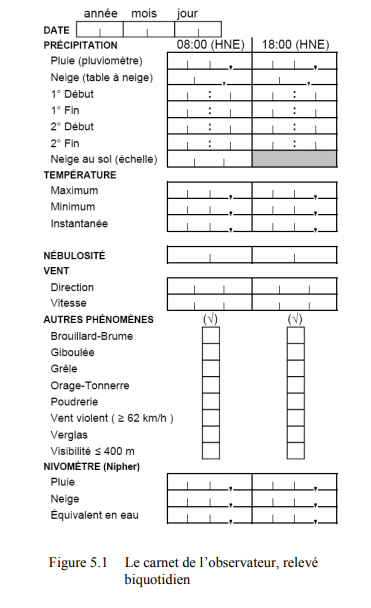 année mois jour
DATE
PRÉCIPITATION 08:00 (HNE) 18:00 (HNE)
Pluie (pluviomètre) , ,
Neige (table à neige) , ,
1° Début : :
1° Fin : :
2° Début : :
2° Fin : :
Neige au sol (échelle)
TEMPÉRATURE
Maximum , ,
Minimum , ,
Instantanée , ,
NÉBULOSITÉ
VENT
Direction
Vitesse
AUTRES PHÉNOMÈNES (√) (√)
Brouillard-Brume
Giboulée
Grêle
Orage-Tonnerre
Poudrerie
Vent violent ( ≥ 62 km/h )
Verglas
Visibilité ≤ 400 m
NIVOMÈTRE (Nipher)
Pluie , ,
Neige , ,
Équivalent en eau , ,
Figure 5.1 Le carnet de l’observateur, relevé
biquotidien